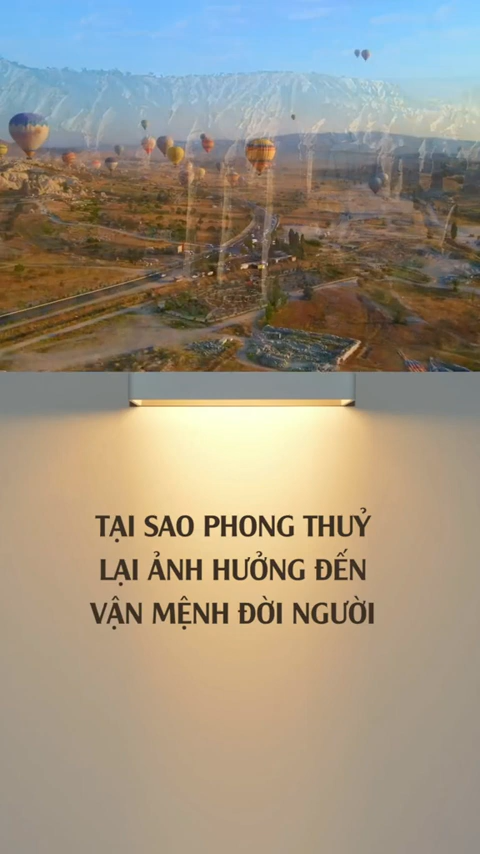 TẠI SAO PHONG THUỶ
LẠI ẢNH HƯỞNG ĐẾN
VẬN MỆNH ĐỜI NGƯỜI